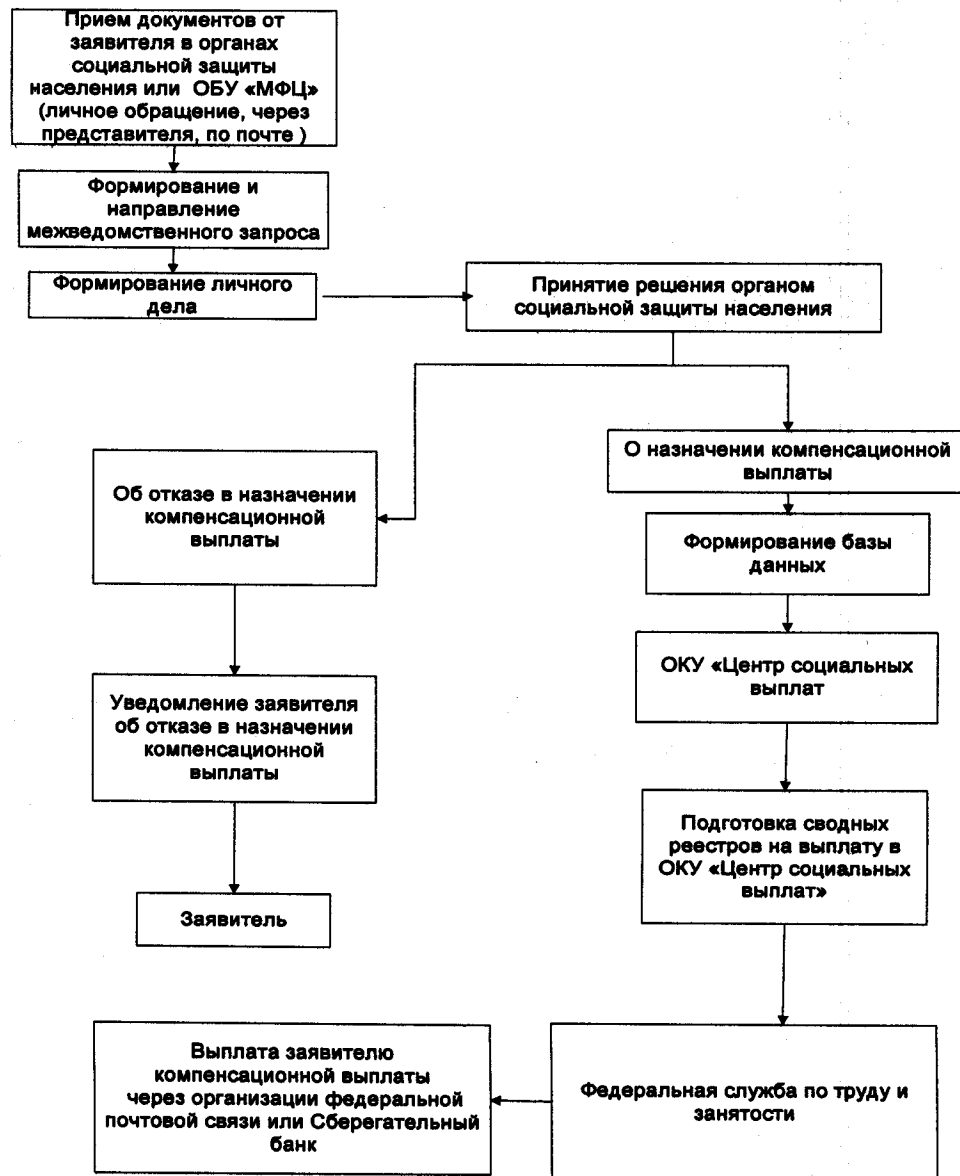 Прием документов от
заявителя в органах
социальной защиты
населения или ОБУ «МФЦ»
(личное обращение, через
представителя, по почте )
Формирование и
направление
межведомственного запроса
Формирование личного
дела
Принятие решения органом
социальной защиты населения
Об отказе в назначении
компенсационной
выплаты
Уведомление заявителя
об отказе в назначении
компенсационной
выплаты
Заявитель
О назначении компенсационной
выплаты
Формирование базы
данных
ОКУ «Центр социальных
выплат
Подготовка сводных
реестров на выплату в
ОКУ «Центр социальных
выплат»
Федеральная служба по труду и
занятости
Выплата заявителю
компенсационной выплаты
через организации федеральной
почтовой связи или Сберегательный
банк